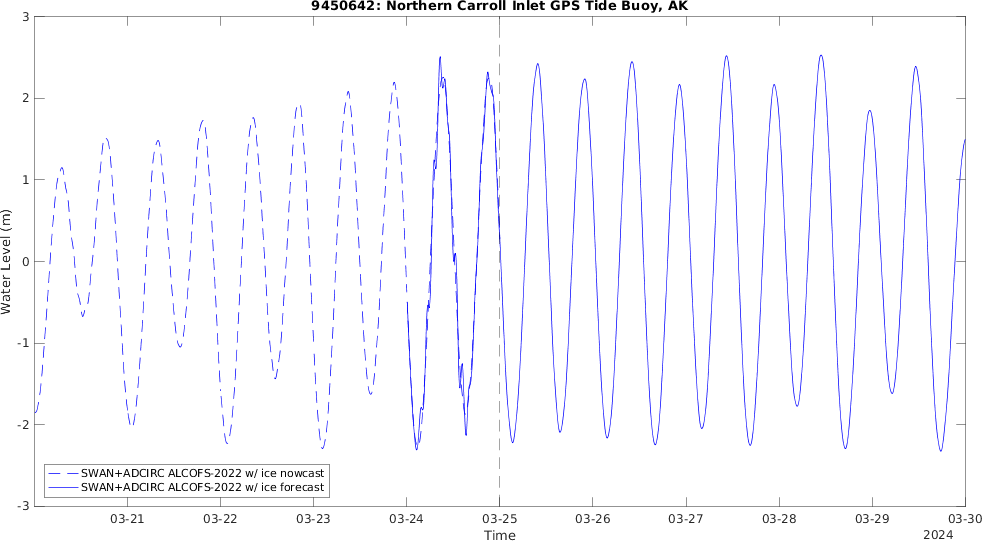 9450642: Northern Carroll Inlet GPS Tide Buoy, AK
3
2
1
0
-1
-2
-3
Water Level (m)
SWAN+ADCIRC ALCOFS-2022 w/ ice nowcast
SWAN+ADCIRC ALCOFS-2022 w/ ice forecast
03-21 03-22 03-23 03-24 03-25 03-26 03-27 03-28 03-29 03-30
Time
2024